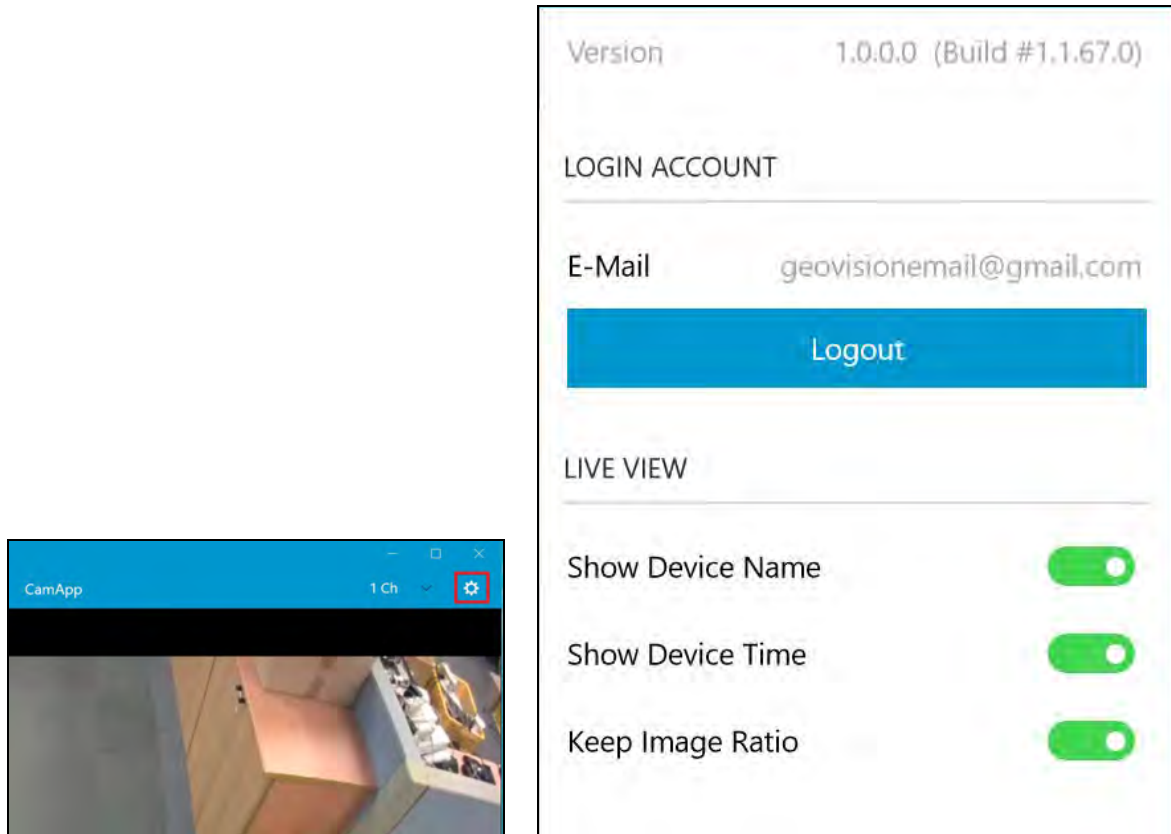 CamApp
1 Ch
Version 1.0.0.0 (Build #1.1.67.0)
LOGIN ACCOUNT
E-Mail geovisionemail@gmail.com
Logout
LIVE VIEW
Show Device Name
Show Device Time
Keep Image Ratio